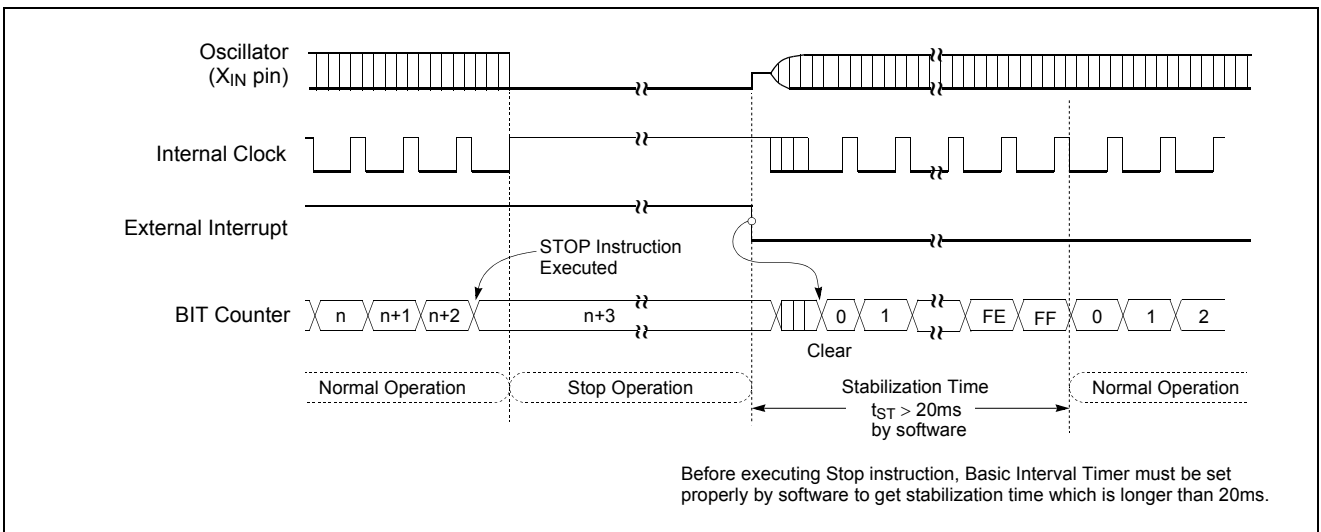 Oscillator
(XIN pin)
Internal Clock
External Interrupt
STOP Instruction
Executed
BIT Counter
n
n+1
n+2
n+3
0
1
FE
FF
0
1
2
Clear
Normal Operation
Stop Operation
Stabilization Time
tST > 20ms
by software
Normal Operation
Before executing Stop instruction, Basic Interval Timer must be set
properly by software to get stabilization time which is longer than 20ms.